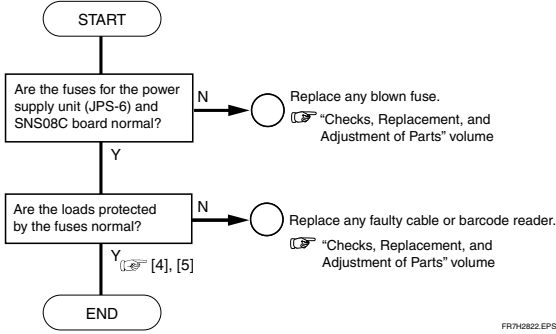 START
Are the fuses for the power
supply unit (JPS-6) and
SNS08C board normal?
N
Replace any blown fuse.
“Checks, Replacement, and
Adjustment of Parts” volume
Y
Are the loads protected
by the fuses normal?
N
Replace any faulty cable or barcode reader.
“Checks, Replacement, and
Adjustment of Parts” volume
Y
[4], [5]
END
FR7H2822.EPS